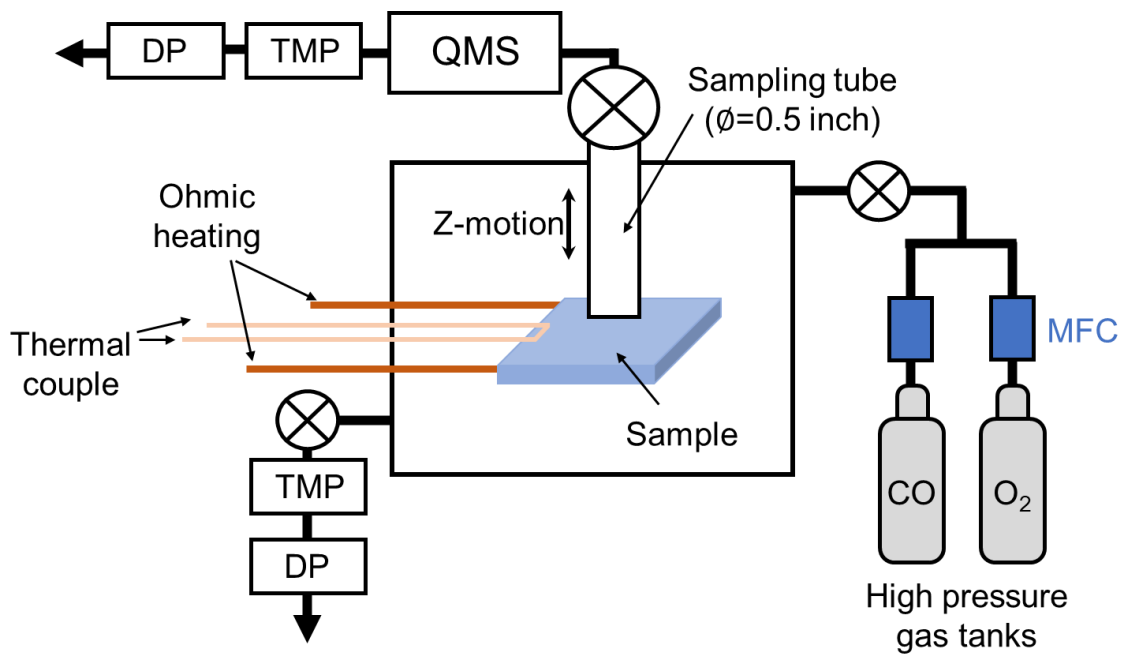 DP
TMP
QMS
Sampling tube
(∅=0.5 inch)
Ohmic
heating
Z-motion
Thermal
couple
MFC
Sample
TMP
DP
CO
O₂
High pressure
gas tanks